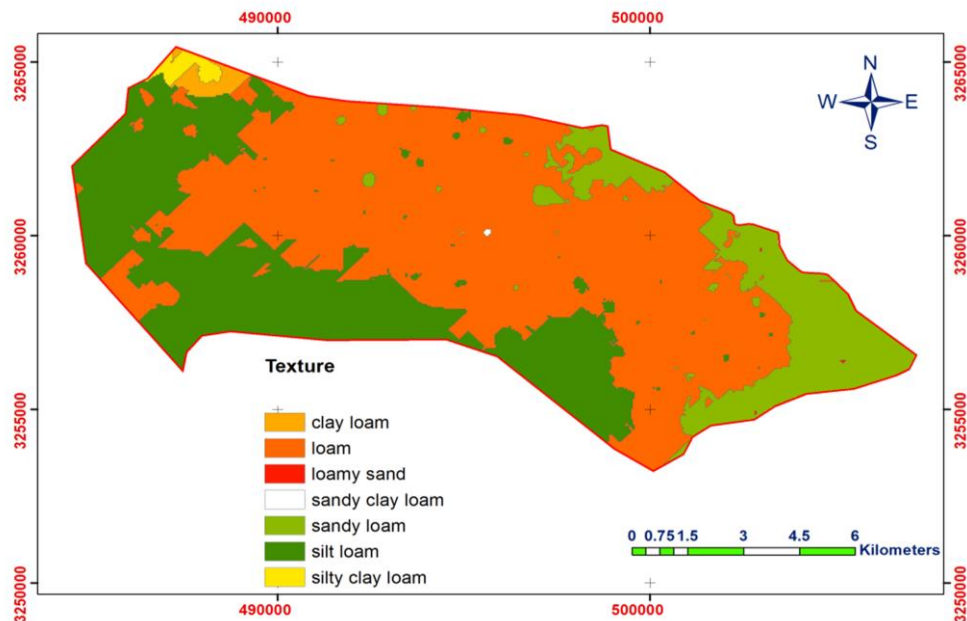 490000 500000
3265000 3265000
N
W E
S
3260000 3260000
Texture
clay loam
3255000 3255000
loam
loamy sand
sandy clay loam
sandy loam
0 0.75 1.5 3 4.5 6
silt loam
Kilometers
silty clay loam
3250000 3250000
490000 500000